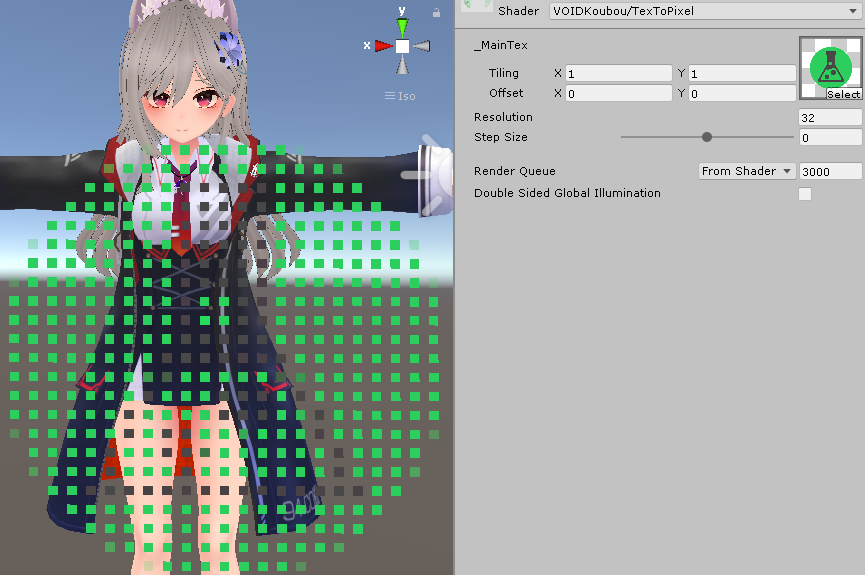 Shader VOIDKoubou/TexToPixel
y
x
Iso
_MainTex
Tiling X 1 Y 1
Offset X 0 Y 0
Select
Resolution 32
Step Size 0
Render Queue From Shader 3000
Double Sided Global Illumination